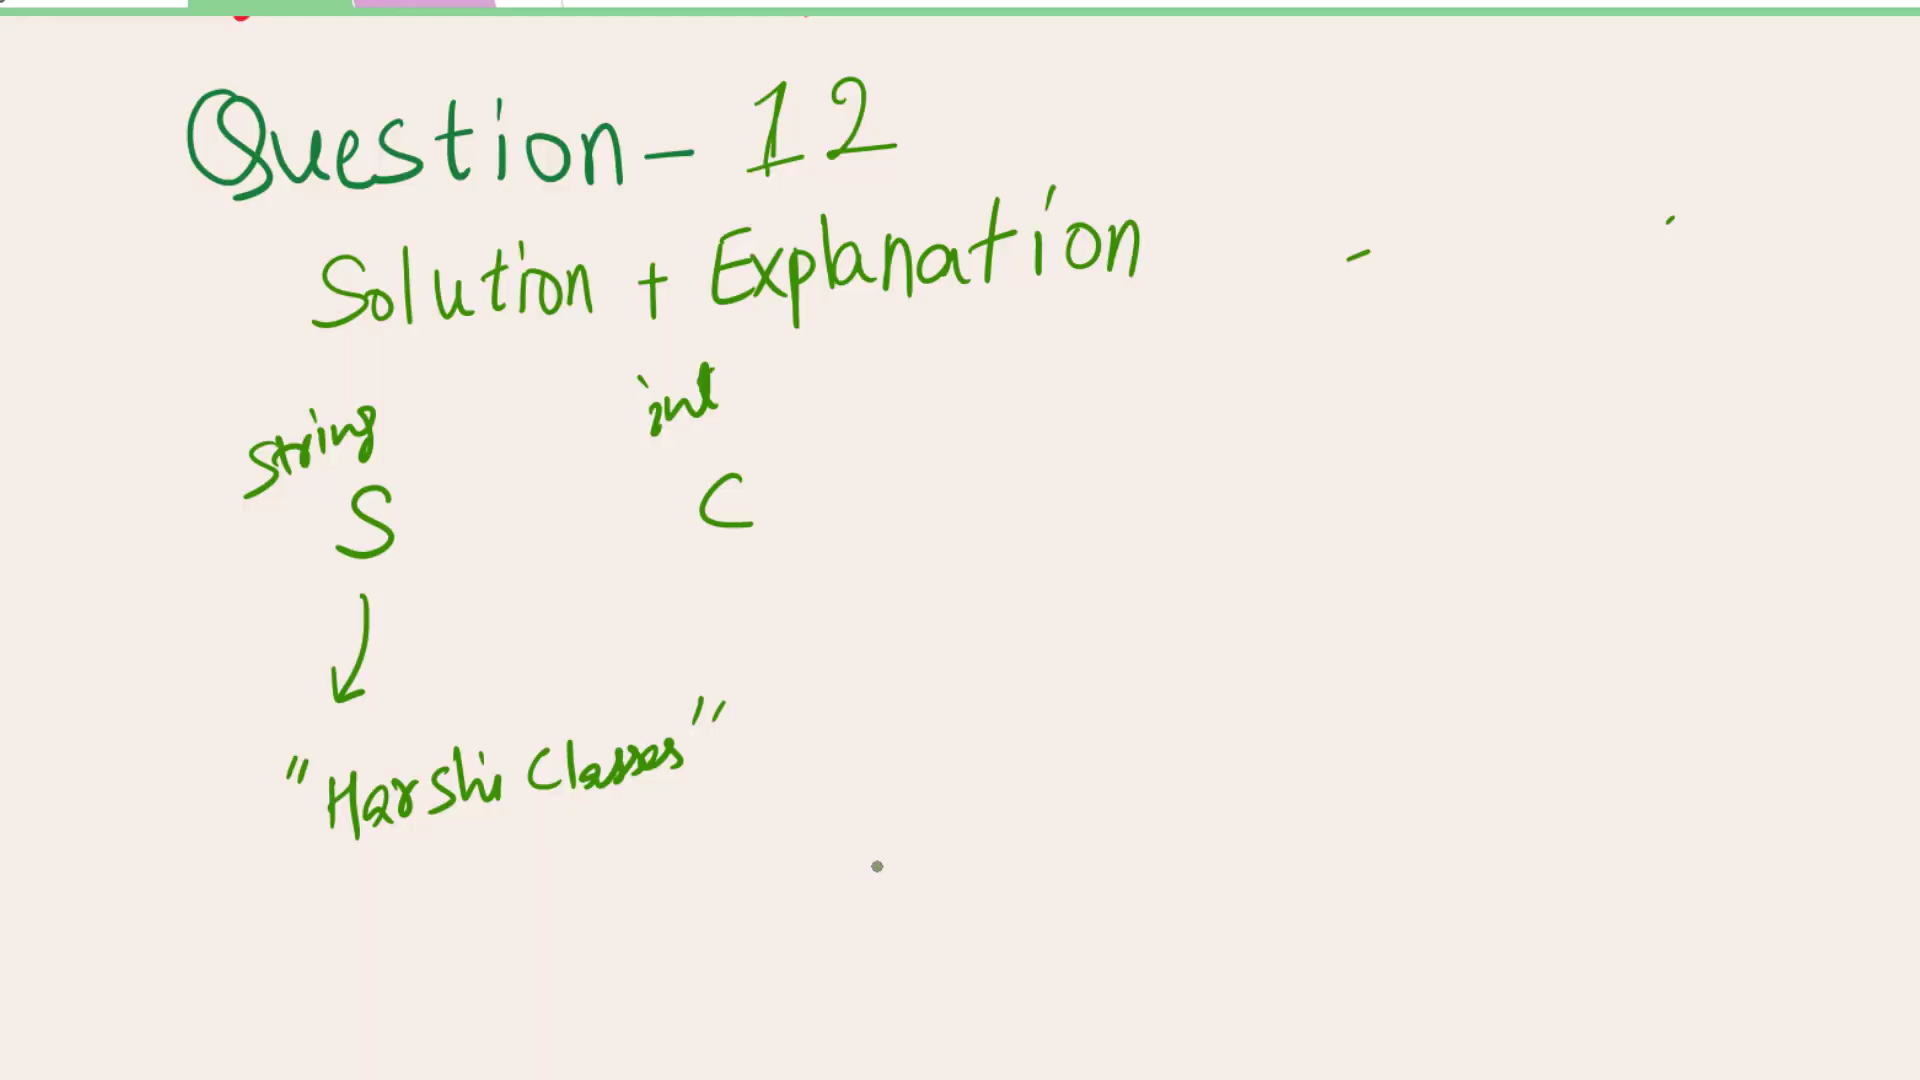 Question - 12
Solution + Explanation
string int
S C
"Harshi Classes"